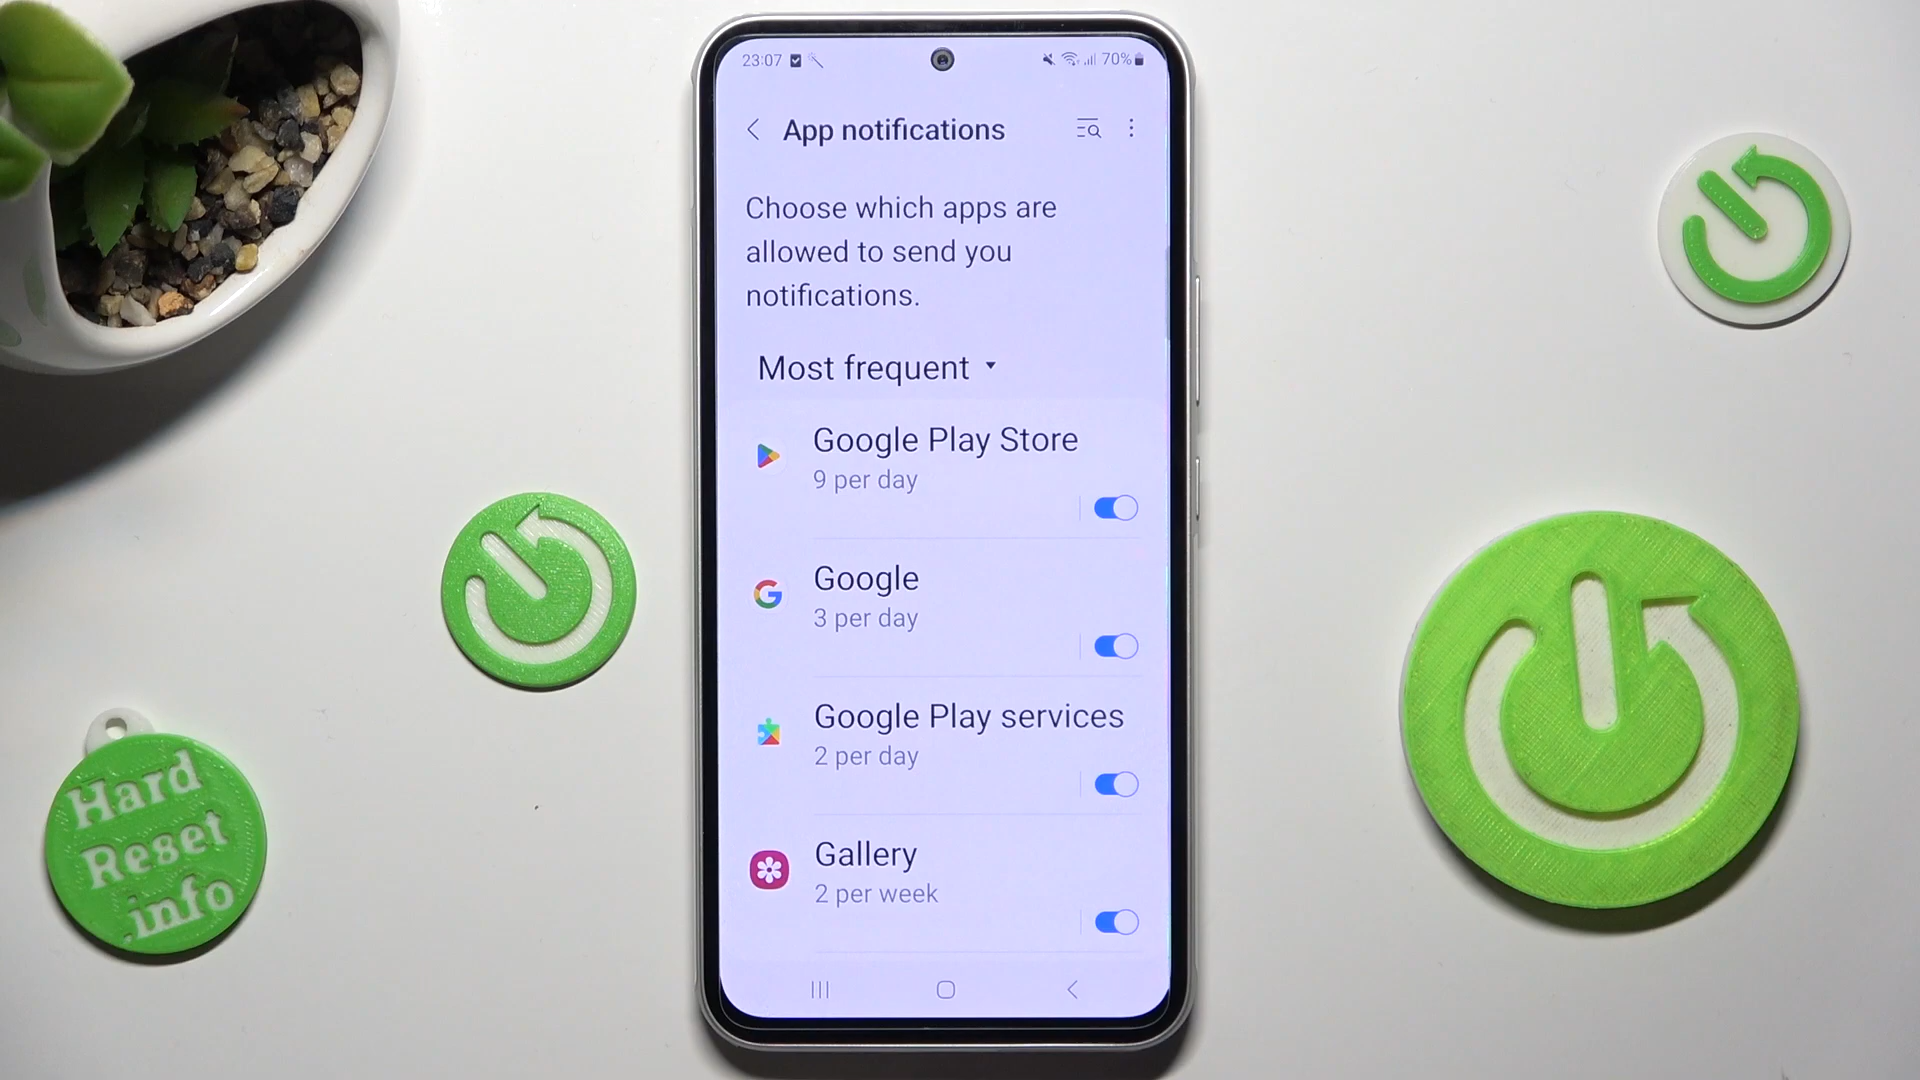 23:07
70%
App notifications
Choose which apps are
allowed to send you
notifications.
Most frequent
Google Play Store
9 per day
Google
3 per day
Google Play services
2 per day
Gallery
2 per week
Hard
Reset
.info